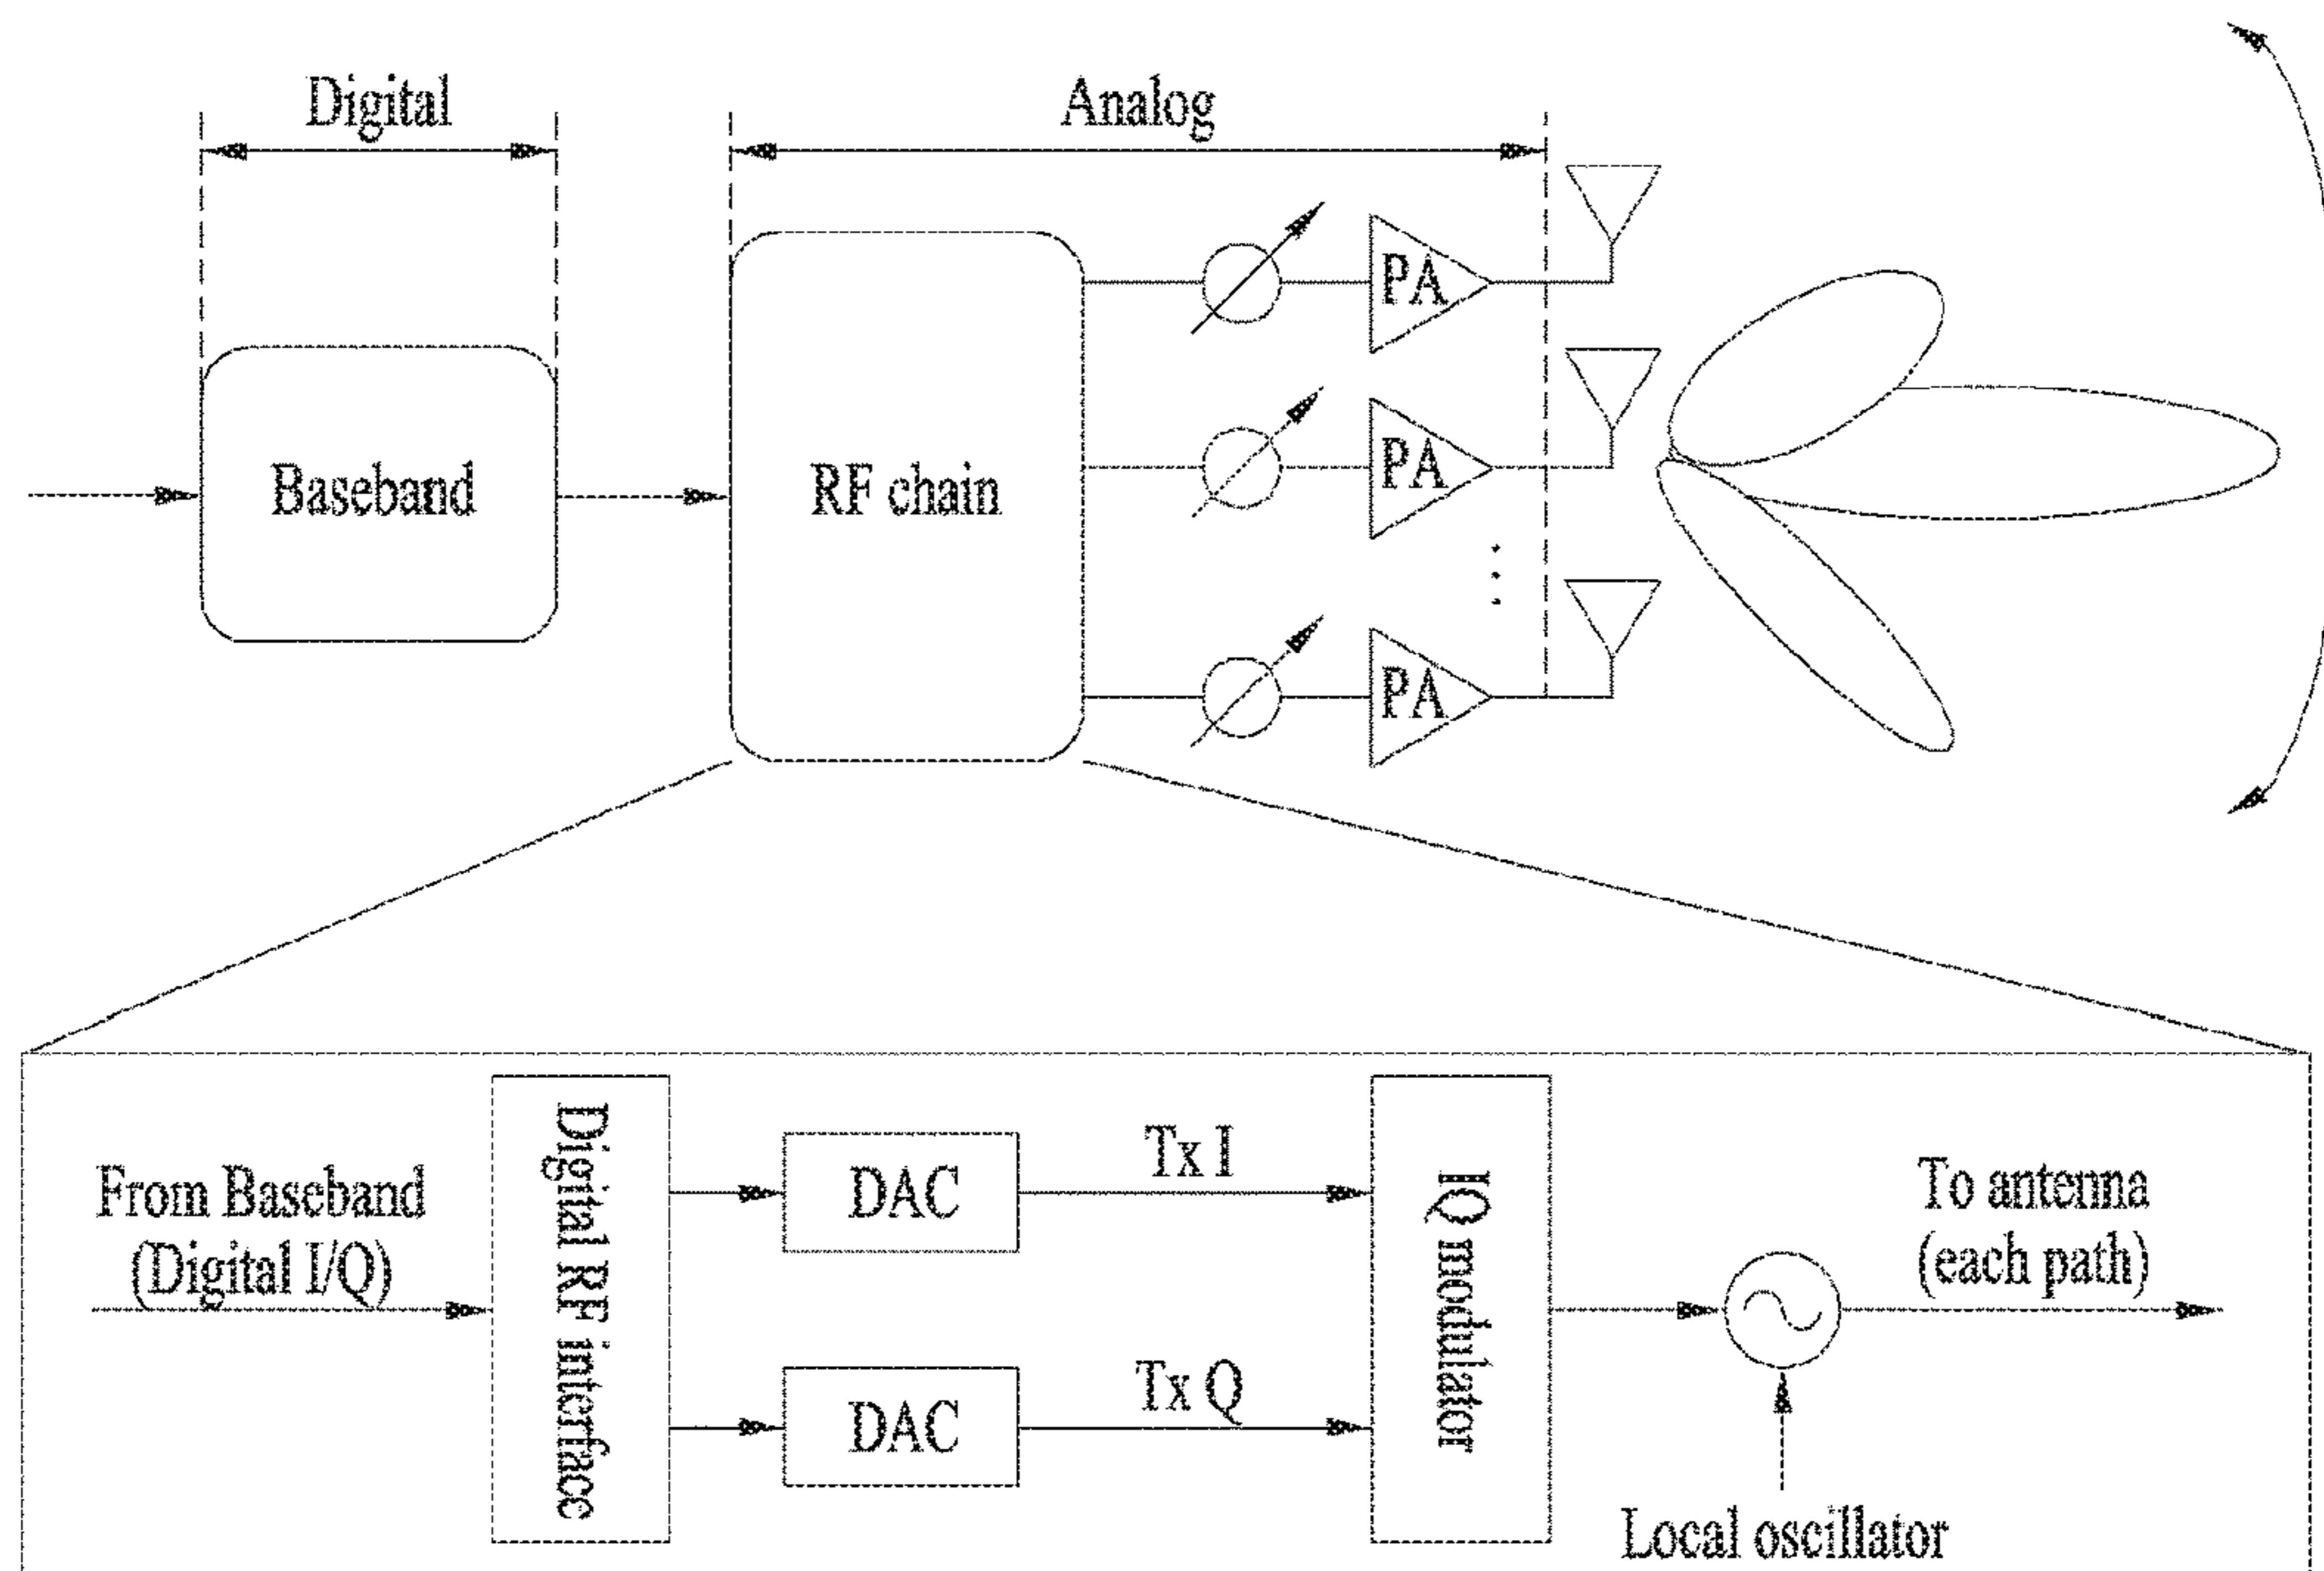 Digital
Analog
PA
Baseband
RF chain
PA
PA
From Baseband
(Digital I/Q)
Digital RF interface
DAC
Tx I
DAC
Tx Q
IQ modulator
To antenna
(each path)
Local oscillator